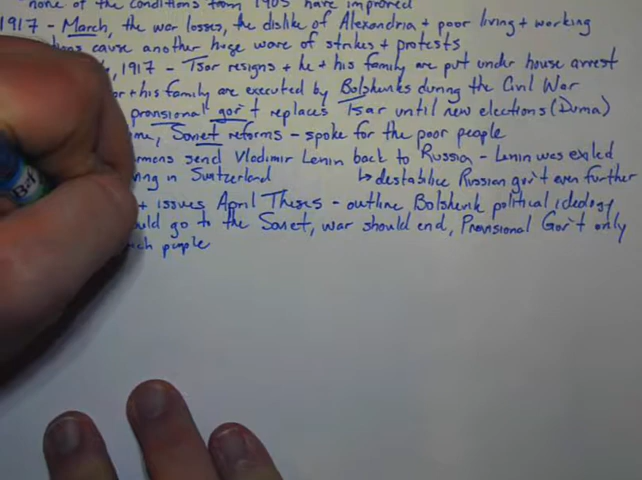 none of the conditions from 1905 have improved
1917 - March, the war losses, the dislike of Alexandria + poor living + working
cause another huge wave of strikes + protests
, 1917 - Tsar resigns + he + his family are put under house arrest
+ his family are executed by Bolsheviks during the Civil War
provisional gov't replaces Tsar until new elections (Duma)
Soviet reforms - spoke for the poor people
send Vladimir Lenin back to Russia - Lenin was exiled
in Switzerland ↳ destabilize Russian gov't even further
+ issues April Theses - outline Bolshevik political ideology
go to the Soviet, war should end, Provisional Gov't only
people